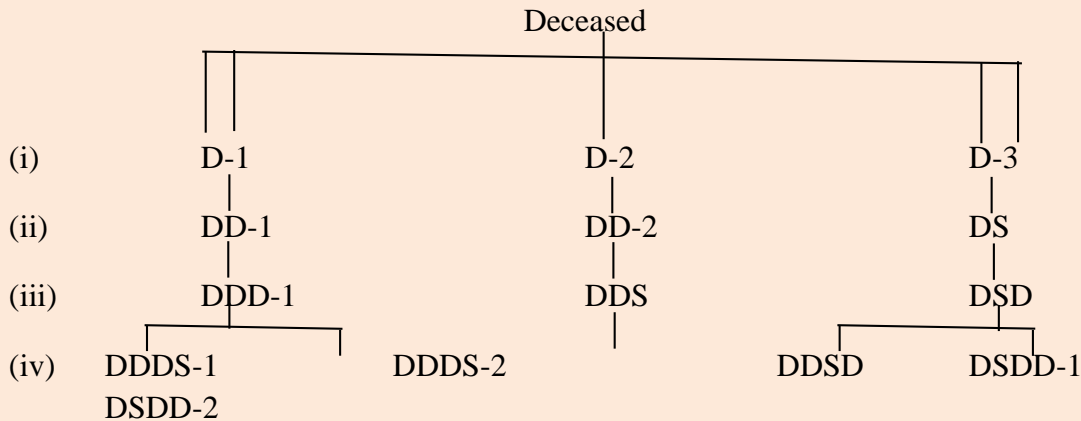 Deceased
(i) D-1 D-2 D-3
(ii) DD-1 DD-2 DS
(iii) DDD-1 DDS DSD
(iv) DDDS-1 DDDS-2 DDSD DSDD-1
DSDD-2